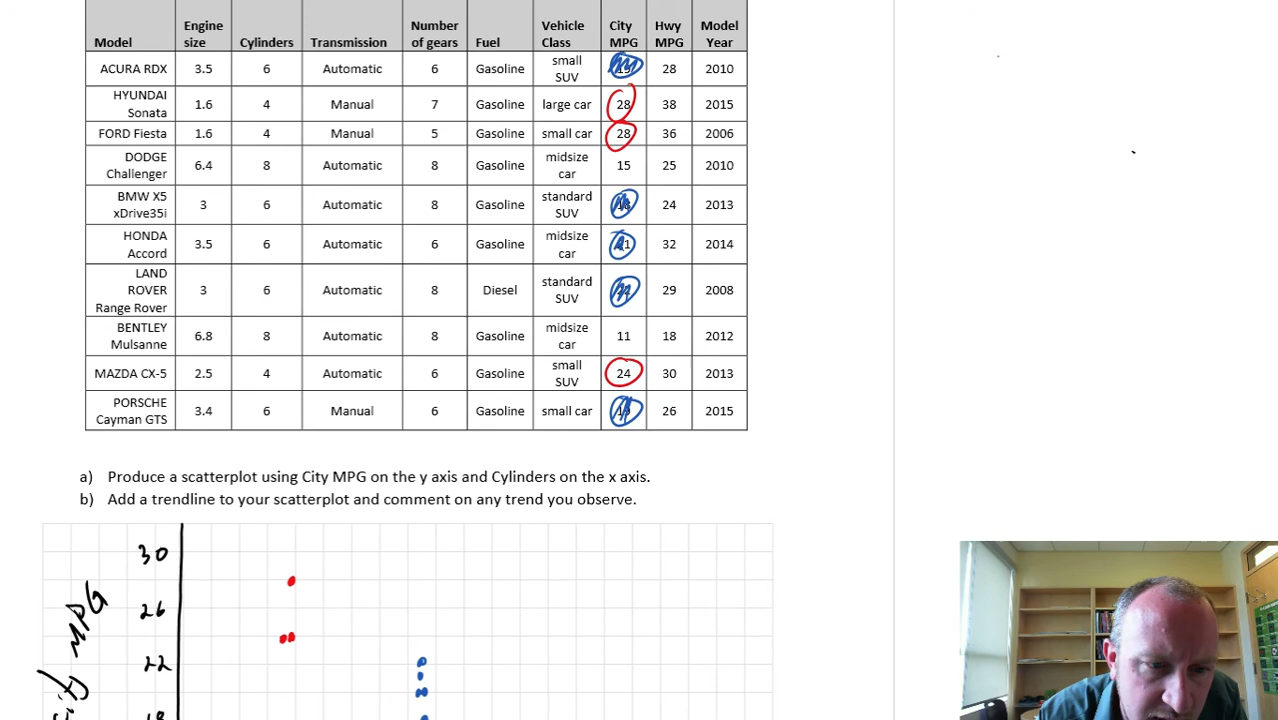 Model Engine size Cylinders Transmission Number of gears Fuel Vehicle Class City MPG Hwy MPG Model Year
ACURA RDX 3.5 6 Automatic 6 Gasoline small SUV 28 2010
HYUNDAI Sonata 1.6 4 Manual 7 Gasoline large car 28 38 2015
FORD Fiesta 1.6 4 Manual 5 Gasoline small car 28 36 2006
DODGE Challenger 6.4 8 Automatic 8 Gasoline midsize car 15 25 2010
BMW X5 xDrive35i 3 6 Automatic 8 Gasoline standard SUV 24 2013
HONDA Accord 3.5 6 Automatic 6 Gasoline midsize car 32 2014
LAND ROVER Range Rover 3 6 Automatic 8 Diesel standard SUV 29 2008
BENTLEY Mulsanne 6.8 8 Automatic 8 Gasoline midsize car 11 18 2012
MAZDA CX-5 2.5 4 Automatic 6 Gasoline small SUV 24 30 2013
PORSCHE Cayman GTS 3.4 6 Manual 6 Gasoline small car 26 2015
a) Produce a scatterplot using City MPG on the y axis and Cylinders on the x axis.
b) Add a trendline to your scatterplot and comment on any trend you observe.
30
26
22
18
City MPG